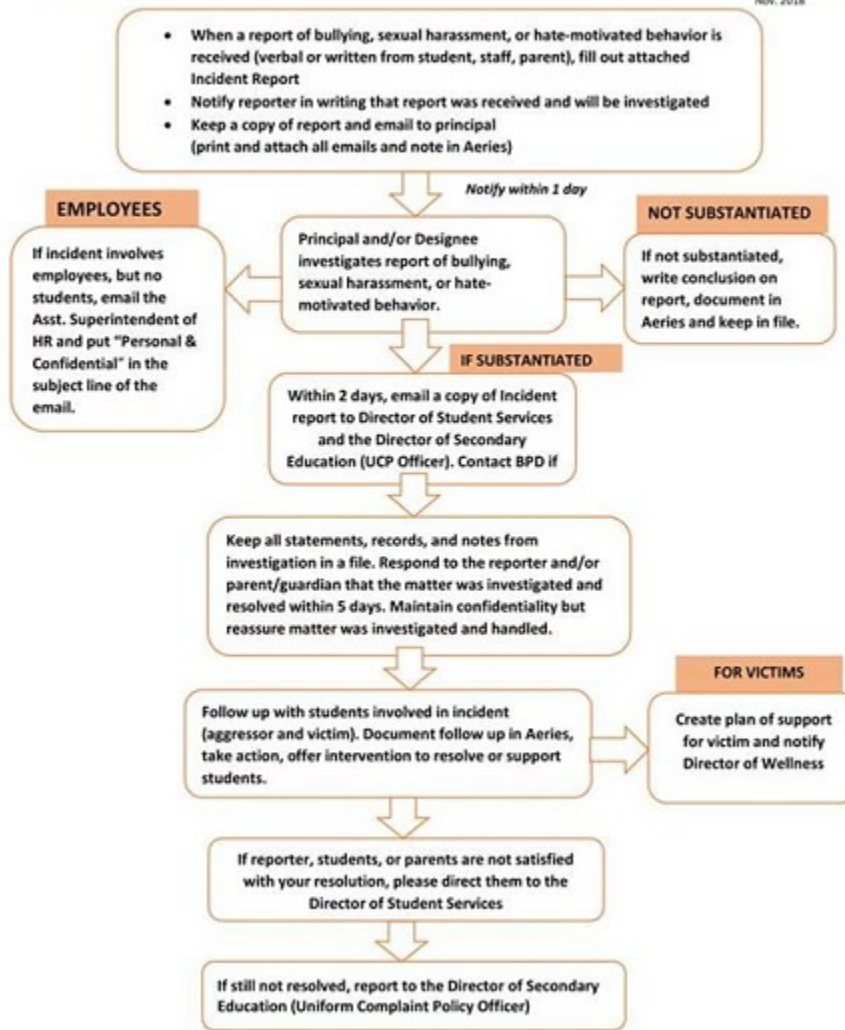 Nov. 2018
• When a report of bullying, sexual harassment, or hate-motivated behavior is
received (verbal or written from student, staff, parent), fill out attached
Incident Report
• Notify reporter in writing that report was received and will be investigated
• Keep a copy of report and email to principal
(print and attach all emails and note in Aeries)
Notify within 1 day
EMPLOYEES
If incident involves
employees, but no
students, email the
Asst. Superintendent of
HR and put "Personal &
Confidential" in the
subject line of the
email.
Principal and/or Designee
investigates report of bullying,
sexual harassment, or hate-
motivated behavior.
NOT SUBSTANTIATED
If not substantiated,
write conclusion on
report, document in
Aeries and keep in file.
IF SUBSTANTIATED
Within 2 days, email a copy of Incident
report to Director of Student Services
and the Director of Secondary
Education (UCP Officer). Contact BPD if
Keep all statements, records, and notes from
investigation in a file. Respond to the reporter and/or
parent/guardian that the matter was investigated and
resolved within 5 days. Maintain confidentiality but
reassure matter was investigated and handled.
Follow up with students involved in incident
(aggressor and victim). Document follow up in Aeries,
take action, offer intervention to resolve or support
students.
FOR VICTIMS
Create plan of support
for victim and notify
Director of Wellness
If reporter, students, or parents are not satisfied
with your resolution, please direct them to the
Director of Student Services
If still not resolved, report to the Director of Secondary
Education (Uniform Complaint Policy Officer)